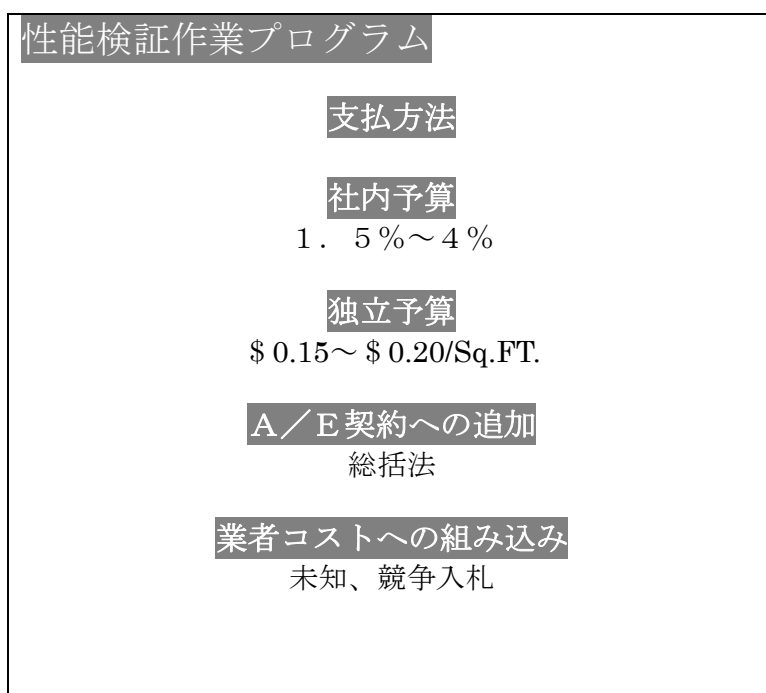 性能検証作業プログラム
支払方法
社内予算
１．５％～４％
独立予算
＄0.15～＄0.20/Sq.FT.
Ａ／Ｅ契約への追加
総括法
業者コストへの組み込み
未知、競争入札